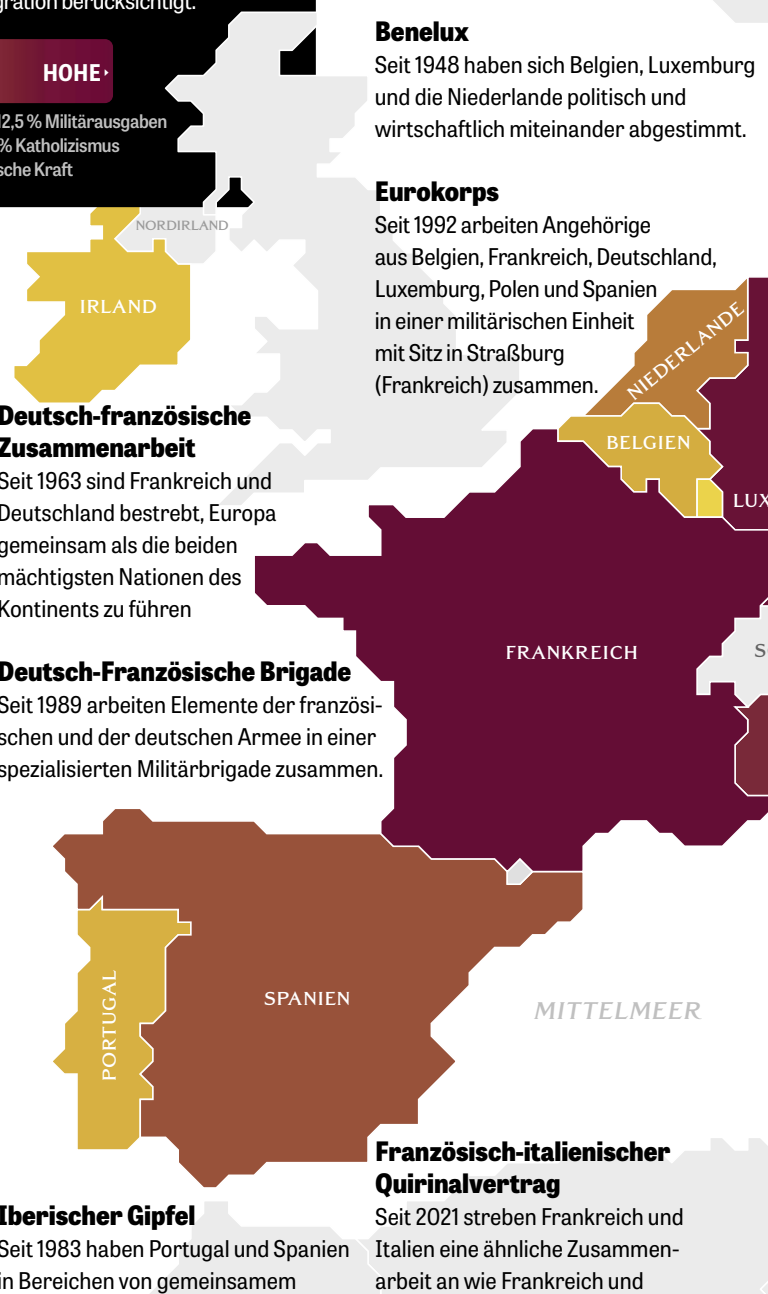 gration berücksichtigt.
HOHE
12,5 % Militärausgaben
% Katholizismus
sche Kraft
Benelux
Seit 1948 haben sich Belgien, Luxemburg
und die Niederlande politisch und
wirtschaftlich miteinander abgestimmt.
Eurokorps
Seit 1992 arbeiten Angehörige
aus Belgien, Frankreich, Deutschland,
Luxemburg, Polen und Spanien
in einer militärischen Einheit
mit Sitz in Straßburg
(Frankreich) zusammen.
NORDIRLAND
IRLAND
NIEDERLANDE
BELGIEN
LUX
Deutsch-französische
Zusammenarbeit
Seit 1963 sind Frankreich und
Deutschland bestrebt, Europa
gemeinsam als die beiden
mächtigsten Nationen des
Kontinents zu führen
FRANKREICH
S
Deutsch-Französische Brigade
Seit 1989 arbeiten Elemente der französi-
schen und der deutschen Armee in einer
spezialisierten Militärbrigade zusammen.
PORTUGAL
SPANIEN
MITTELMEER
Iberischer Gipfel
Seit 1983 haben Portugal und Spanien
in Bereichen von gemeinsamem
Französisch-italienischer
Quirinalvertrag
Seit 2021 streben Frankreich und
Italien eine ähnliche Zusammen-
arbeit an wie Frankreich und